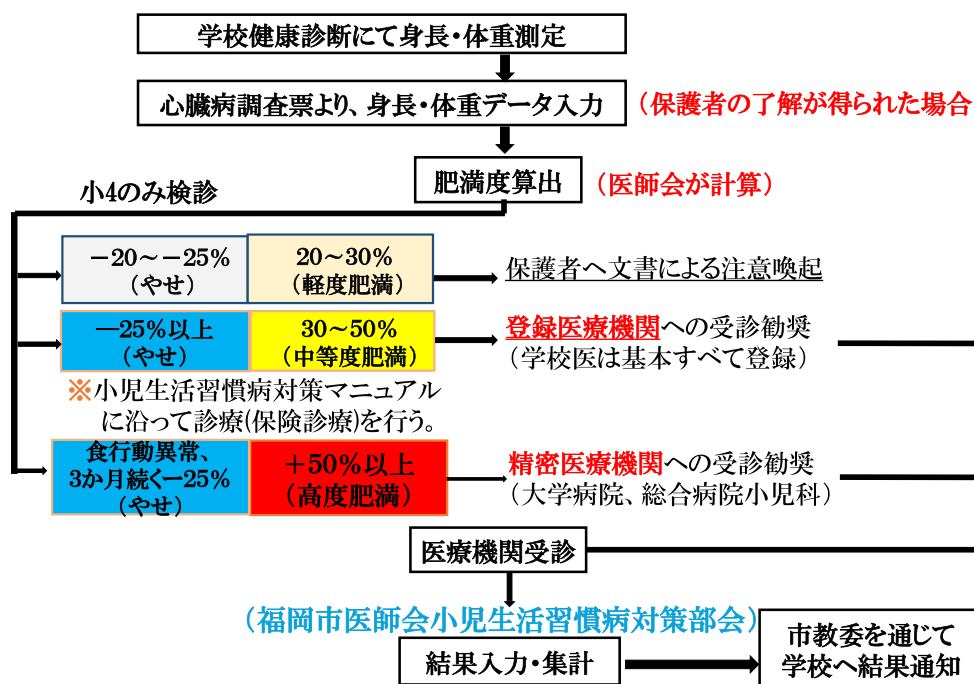 学校健康診断にて身長・体重測定
心臓病調査票より、身長・体重データ入力
（保護者の了解が得られた場合
肥満度算出
（医師会が計算）
小4のみ検診
－20～－25%
（やせ）
20～30%
（軽度肥満）
保護者へ文書による注意喚起
―25%以上
（やせ）
30～50%
（中等度肥満）
登録医療機関への受診勧奨
（学校医は基本すべて登録）
※小児生活習慣病対策マニュアル
に沿って診療(保険診療)を行う。
食行動異常、
3か月続くー25%
（やせ）
＋50%以上
（高度肥満）
精密医療機関への受診勧奨
（大学病院、総合病院小児科）
医療機関受診
（福岡市医師会小児生活習慣病対策部会）
結果入力・集計
市教委を通じて
学校へ結果通知